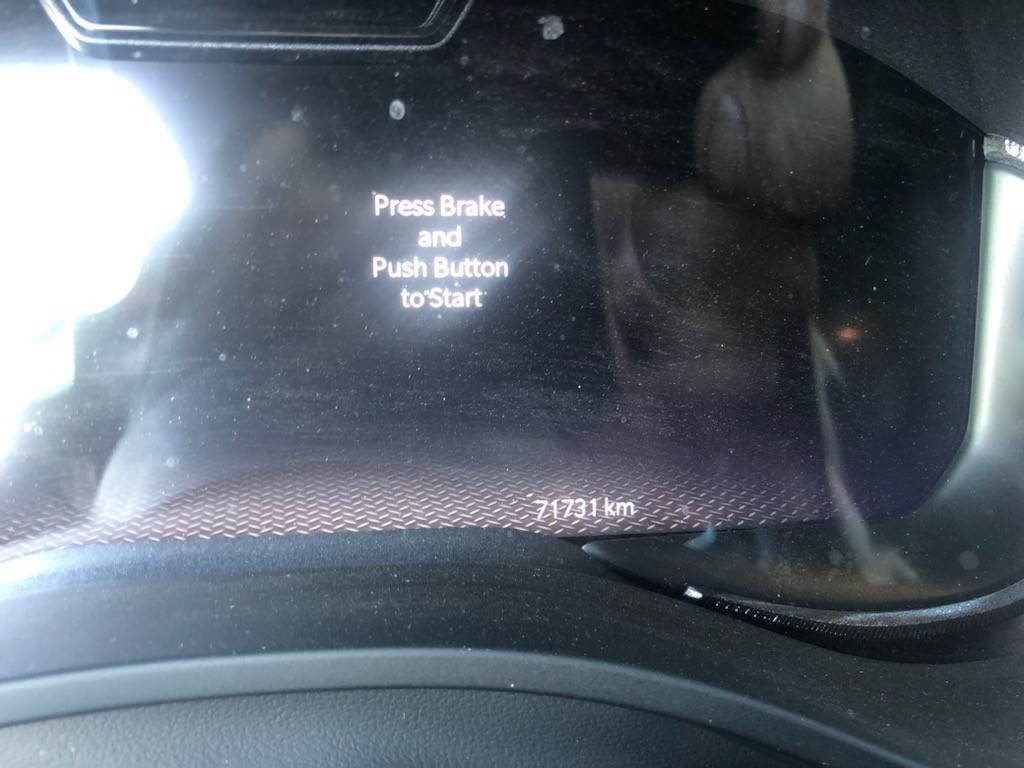 Press Brake
and
Push Button
to Start
71731 km